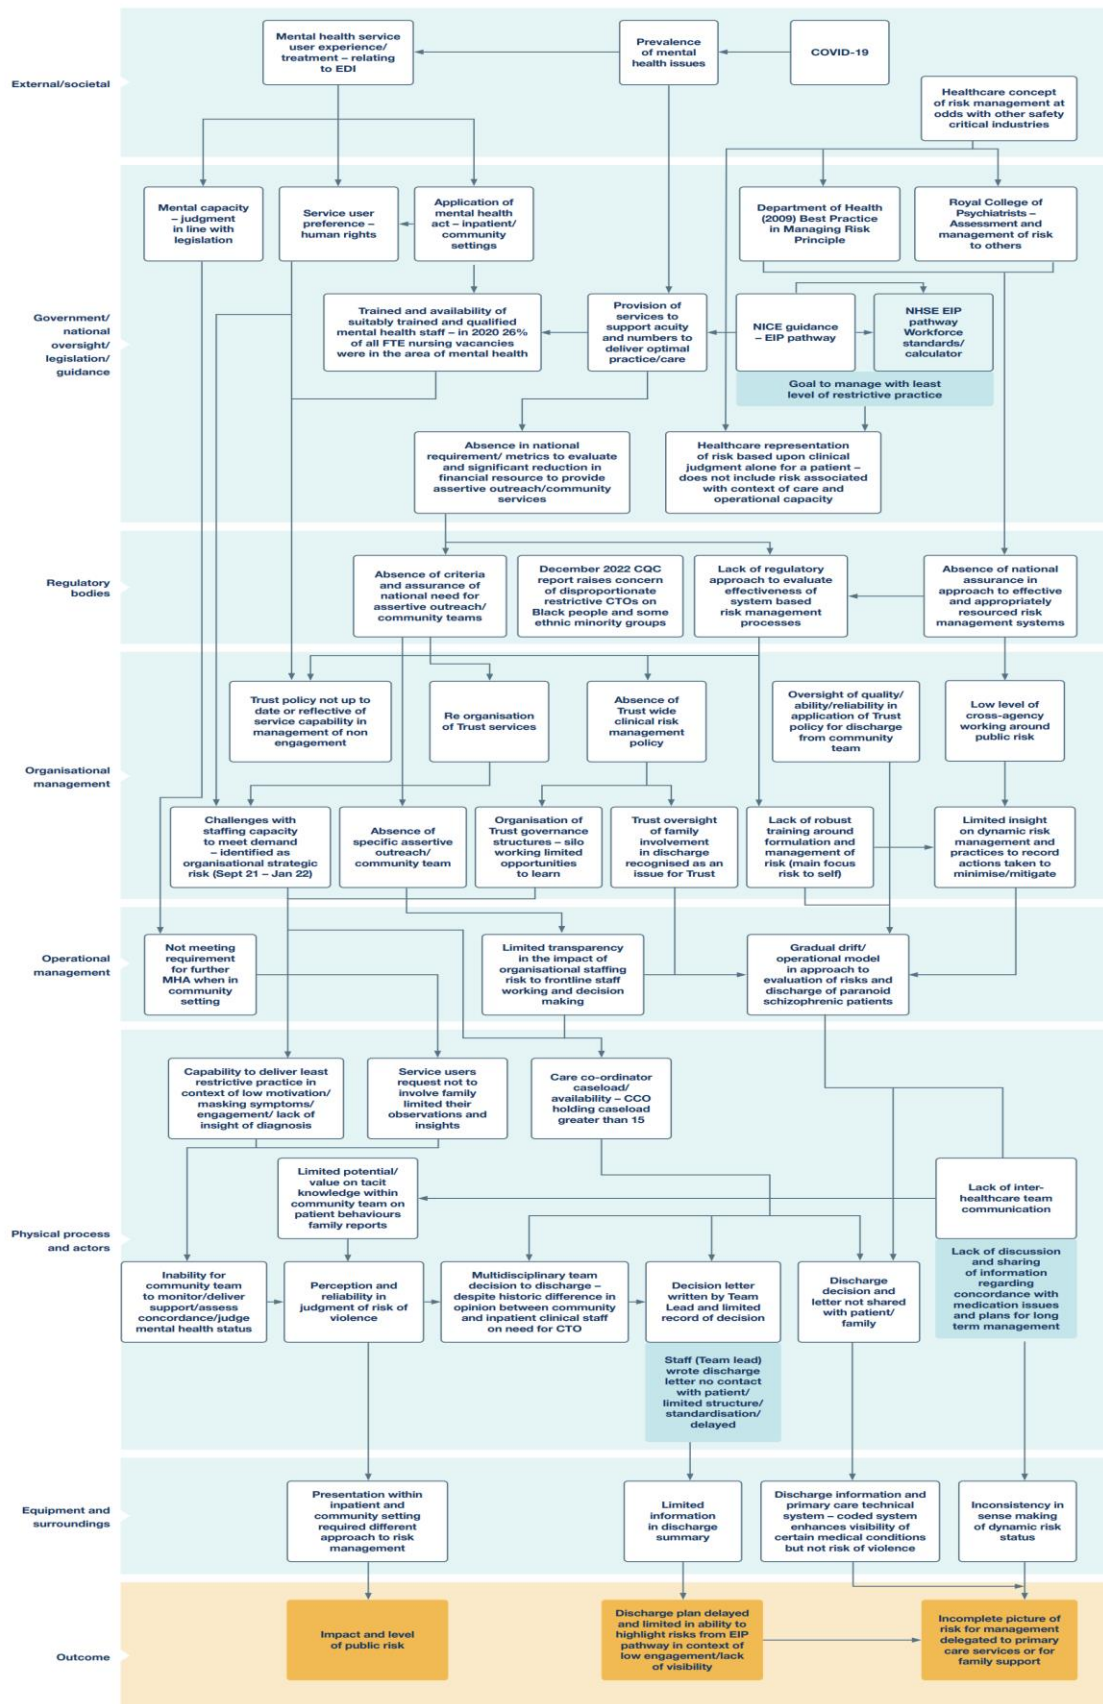 External/societal
Mental health service
user experience/
treatment – relating
to EDI
Prevalence
of mental
health issues
COVID-19
Healthcare concept
of risk management at
odds with other safety
critical industries
Government/
national
oversight/
legislation/
guidance
Mental capacity
– judgment
in line with
legislation
Service user
preference –
human rights
Application of
mental health
act – inpatient/
community
settings
Department of Health
(2009) Best Practice
in Managing Risk
Principle
Royal College of
Psychiatrists –
Assessment and
management of risk
to others
Trained and availability of
suitably trained and qualified
mental health staff – in 2020 26%
of all FTE nursing vacancies
were in the area of mental health
Provision of
services to
support acuity
and numbers to
deliver optimal
practice/care
NICE guidance
– EIP pathway
NHSE EIP
pathway
Workforce
standards/
calculator
Goal to manage with least
level of restrictive practice
Absence in national
requirement/ metrics to evaluate
and significant reduction in
financial resource to provide
assertive outreach/community
services
Healthcare representation
of risk based upon clinical
judgment alone for a patient –
does not include risk associated
with context of care and
operational capacity
Regulatory
bodies
Absence of criteria
and assurance of
national need for
assertive outreach/
community teams
December 2022 CQC
report raises concern
of disproportionate
restrictive CTOs on
Black people and some
ethnic minority groups
Lack of regulatory
approach to evaluate
effectiveness of
system based
risk management
processes
Absence of national
assurance in
approach to effective
and appropriately
resourced risk
management systems
Organisational
management
Trust policy not up to
date or reflective of
service capability in
management of non
engagement
Re organisation
of Trust services
Absence of
Trust wide
clinical risk
management
policy
Oversight of quality/
ability/reliability in
application of Trust
policy for discharge
from community
team
Low level of
cross-agency
working around
public risk
Challenges with
staffing capacity
to meet demand
– identified as
organisational strategic
risk (Sept 21 – Jan 22)
Absence of
specific assertive
outreach/
community team
Organisation of
Trust governance
structures – silo
working limited
opportunities
to learn
Trust oversight
of family
involvement
in discharge
recognised as an
issue for Trust
Lack of robust
training around
formulation and
management of
risk (main focus
risk to self)
Limited insight
on dynamic risk
management and
practices to record
actions taken to
minimise/mitigate
Operational
management
Not meeting
requirement
for further
MHA when in
community
setting
Limited transparency
in the impact of
organisational staffing
risk to frontline staff
working and decision
making
Gradual drift/
operational model
in approach to
evaluation of risks and
discharge of paranoid
schizophrenic patients
Physical process
and actors
Capability to deliver least
restrictive practice in
context of low motivation/
masking symptoms/
engagement/ lack of
insight of diagnosis
Service users
request not to
involve family
limited their
observations and
insights
Care co-ordinator
caseload/
availability – CCO
holding caseload
greater than 15
Limited potential/
value on tacit
knowledge within
community team on
patient behaviours
family reports
Lack of inter-
healthcare team
communication
Lack of discussion
and sharing
of information
regarding
concordance with
medication issues
and plans for long
term management
Inability for
community team
to monitor/deliver
support/assess
concordance/judge
mental health status
Perception and
reliability in
judgment of risk of
violence
Multidisciplinary team
decision to discharge –
despite historic difference in
opinion between community
and inpatient clinical staff
on need for CTO
Decision letter
written by Team
Lead and limited
record of decision
Discharge
decision and
letter not shared
with patient/
family
Staff (Team lead)
wrote discharge
letter no contact
with patient/
limited structure/
standardisation/
delayed
Equipment and
surroundings
Presentation within
inpatient and
community setting
required different
approach to risk
management
Limited
information
in discharge
summary
Discharge information and
primary care technical
system – coded system
enhances visibility of
certain medical conditions
but not risk of violence
Inconsistency in
sense making
of dynamic risk
status
Outcome
Impact and level
of public risk
Discharge plan delayed
and limited in ability to
highlight risks from EIP
pathway in context of
low engagement/lack
of visibility
Incomplete picture of
risk for management
delegated to primary
care services or for
family support